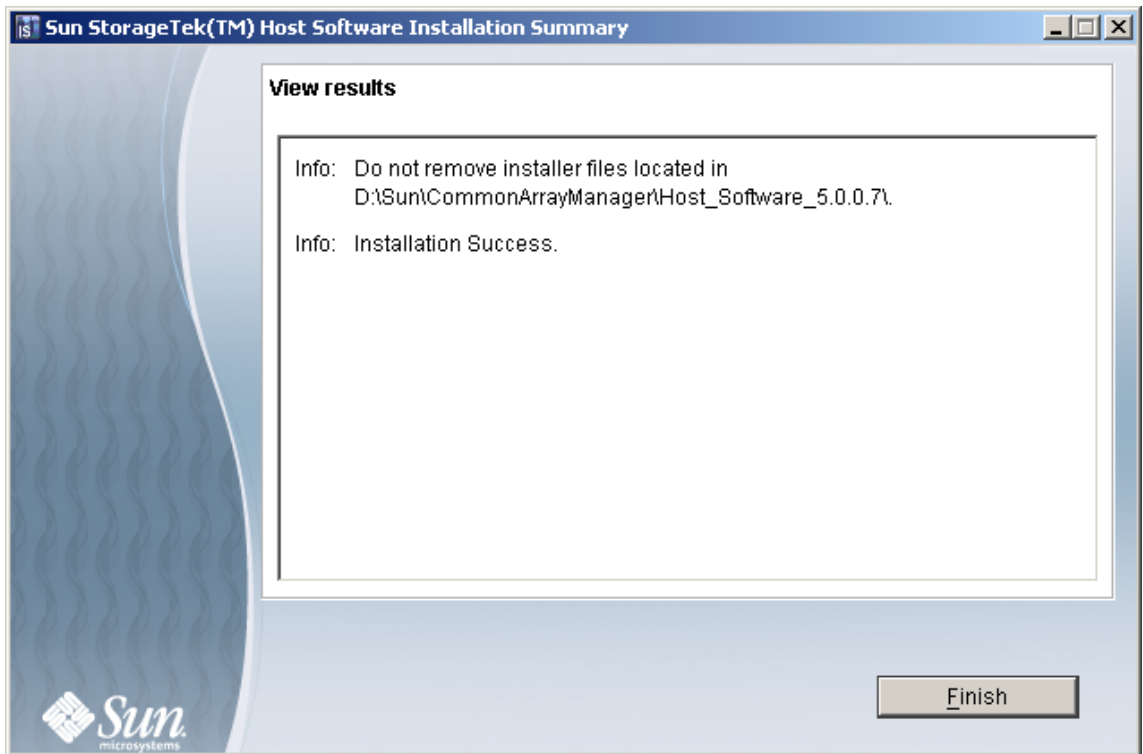 Sun StorageTek(TM) Host Software Installation Summary
View results
Info: Do not remove installer files located in
D:\Sun\CommonArrayManager\Host_Software_5.0.0.7\.
Info: Installation Success.
Finish
Sun
microsystems